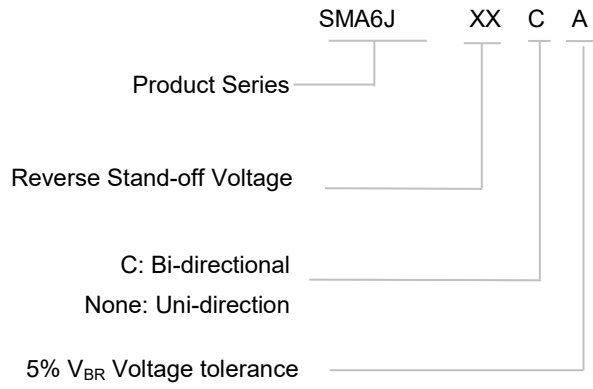 SMA6J XX C A
Product Series
Reverse Stand-off Voltage
C: Bi-directional
None: Uni-direction
5% VBR Voltage tolerance